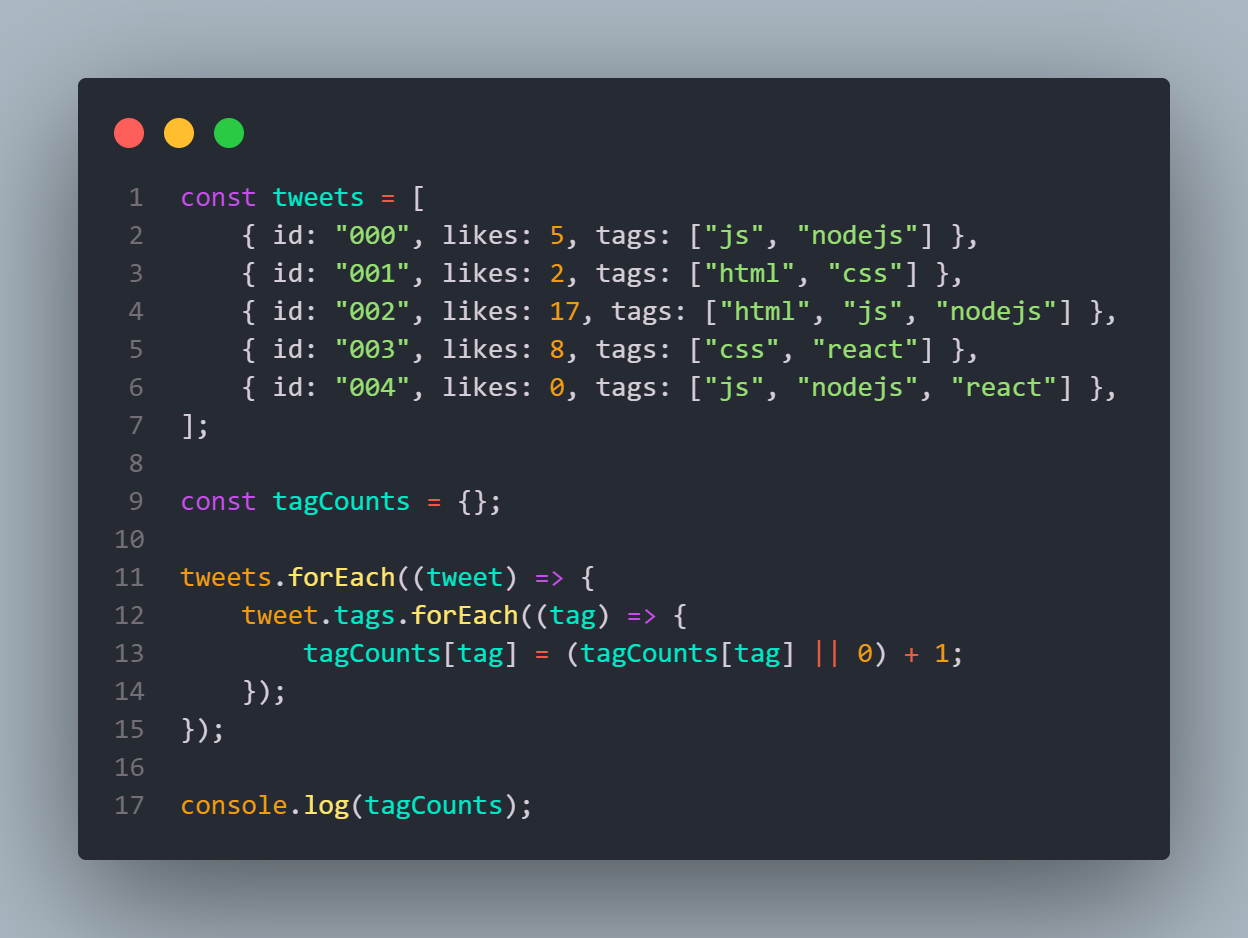 1 const tweets = [
2     { id: "000", likes: 5, tags: ["js", "nodejs"] },
3     { id: "001", likes: 2, tags: ["html", "css"] },
4     { id: "002", likes: 17, tags: ["html", "js", "nodejs"] },
5     { id: "003", likes: 8, tags: ["css", "react"] },
6     { id: "004", likes: 0, tags: ["js", "nodejs", "react"] },
7 ];
8
9 const tagCounts = {};
10
11 tweets.forEach((tweet) => {
12     tweet.tags.forEach((tag) => {
13         tagCounts[tag] = (tagCounts[tag] || 0) + 1;
14     });
15 });
16
17 console.log(tagCounts);